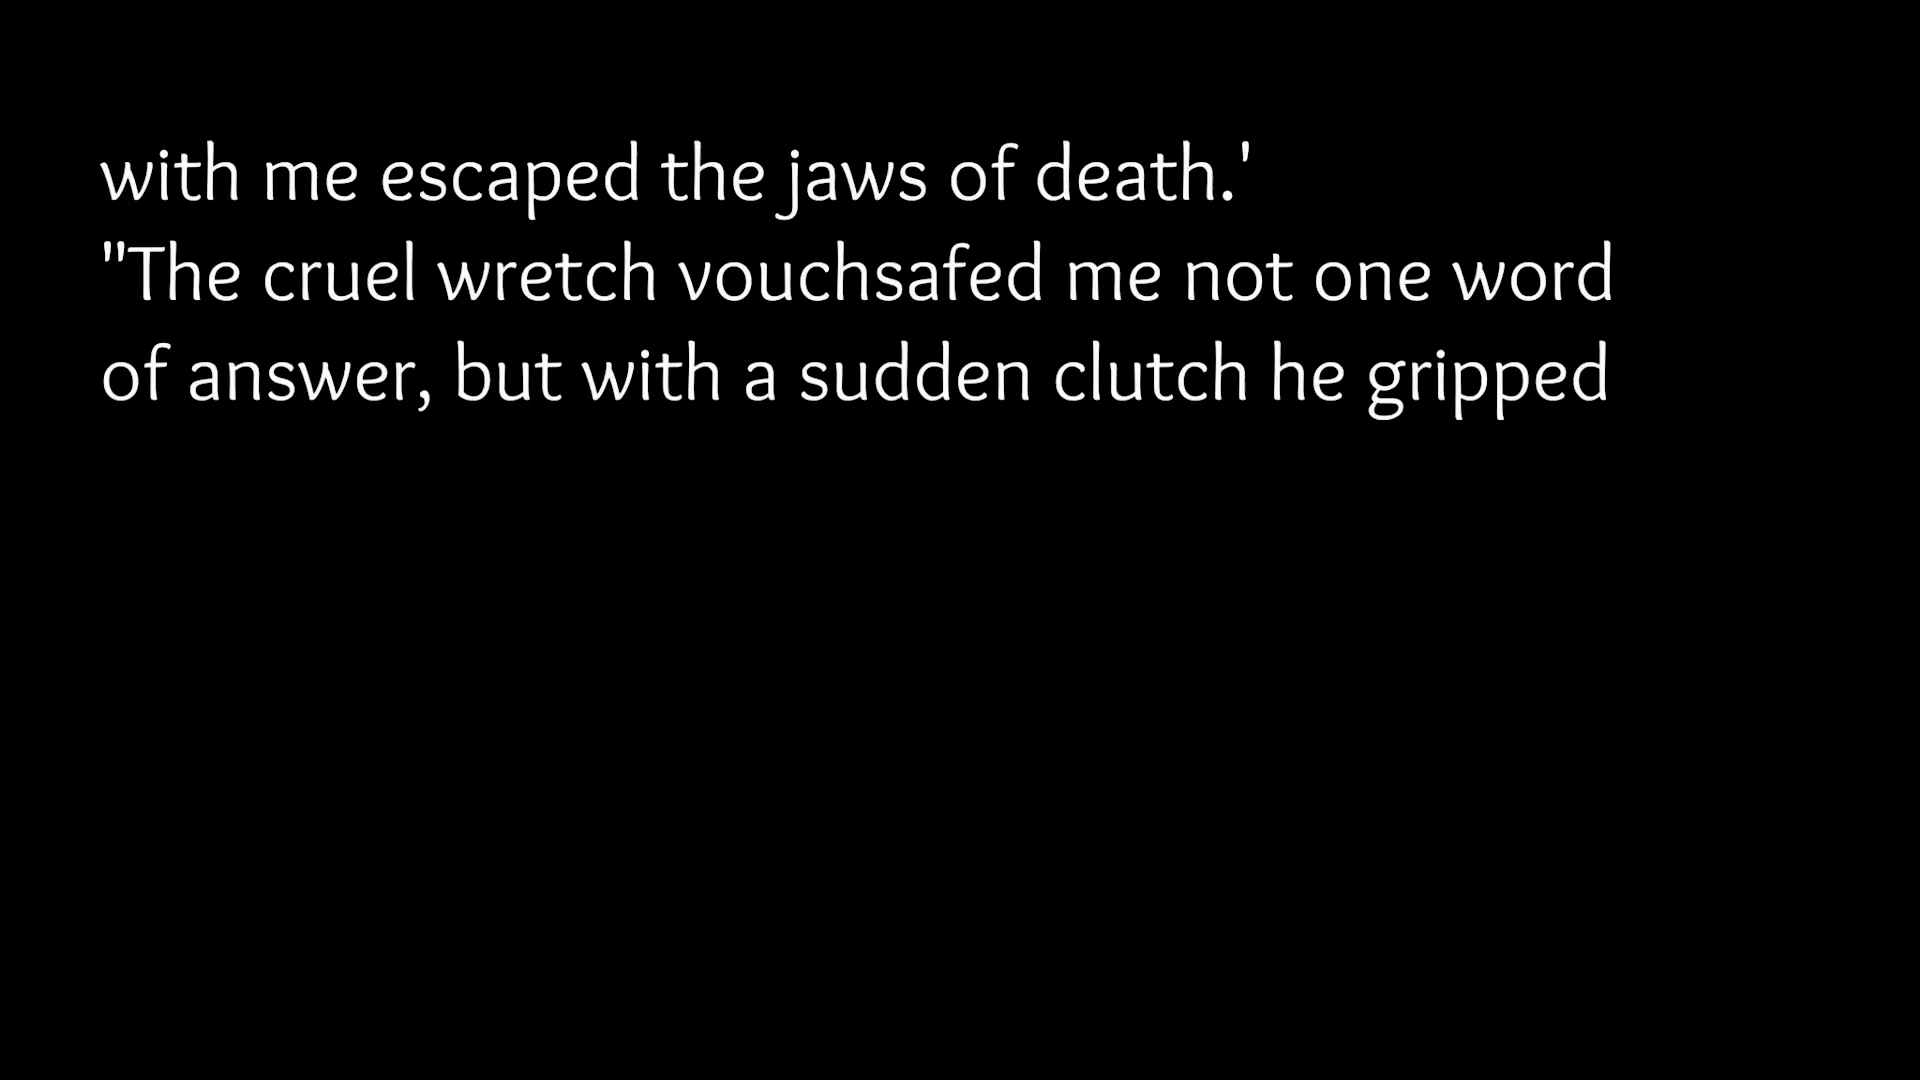 with me escaped the jaws of death.'
"The cruel wretch vouchsafed me not one word
of answer, but with a sudden clutch he gripped